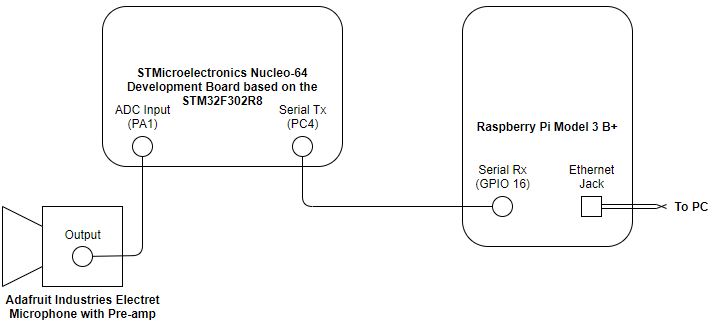 STMicroelectronics Nucleo-64
Development Board based on the
STM32F302R8
ADC Input
(PA1)
Serial Tx
(PC4)
Raspberry Pi Model 3 B+
Serial Rx
(GPIO 16)
Ethernet
Jack
To PC
Output
Adafruit Industries Electret
Microphone with Pre-amp